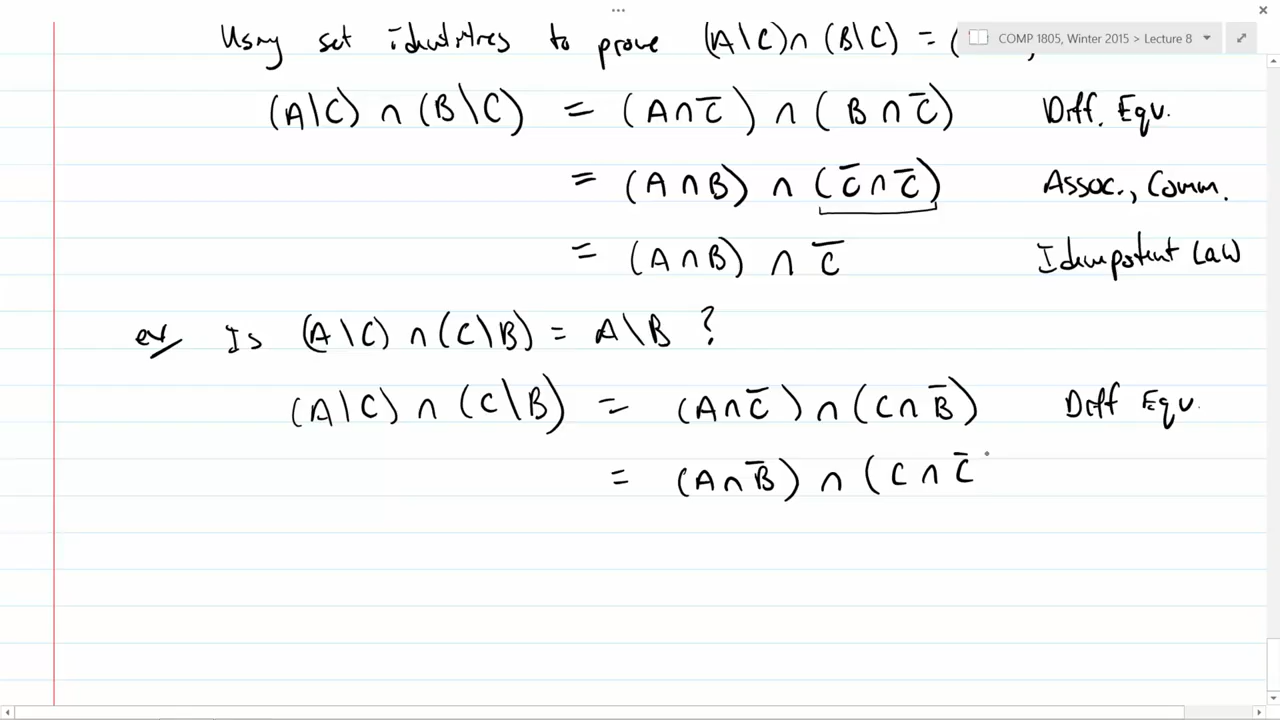 Using set identities to prove (A\C) ∩ (B\C) = (
COMP 1805, Winter 2015 > Lecture 8
(A\C) ∩ (B\C) = (A ∩ C̅) ∩ (B ∩ C̅) Diff. Equ.
= (A ∩ B) ∩ (C̅ ∩ C̅) Assoc., Comm.
= (A ∩ B) ∩ C̅ Idempotent Law
ex Is (A\C) ∩ (C\B) = A\B ?
(A\C) ∩ (C\B) = (A ∩ C̅) ∩ (C ∩ B̅) Diff Equ.
= (A ∩ B̅) ∩ (C ∩ C̅